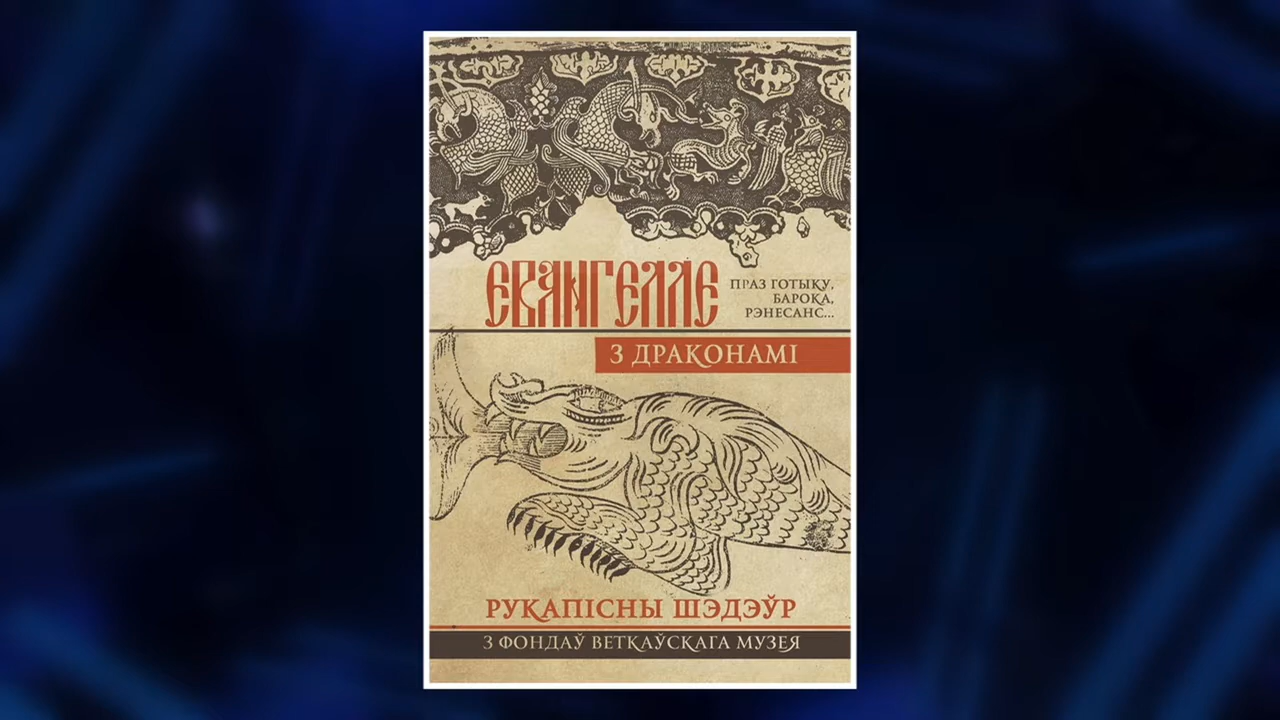 ЕВАНГЕЛЛЕ
ПРАЗ ГОТЫКУ,
БАРОКА,
РЭНЕСАНС...
З ДРАКОНАМІ
РУКАПІСНЫ ШЭДЭЎР
З ФОНДАЎ ВЕТКАЎСКАГА МУЗЕЯ